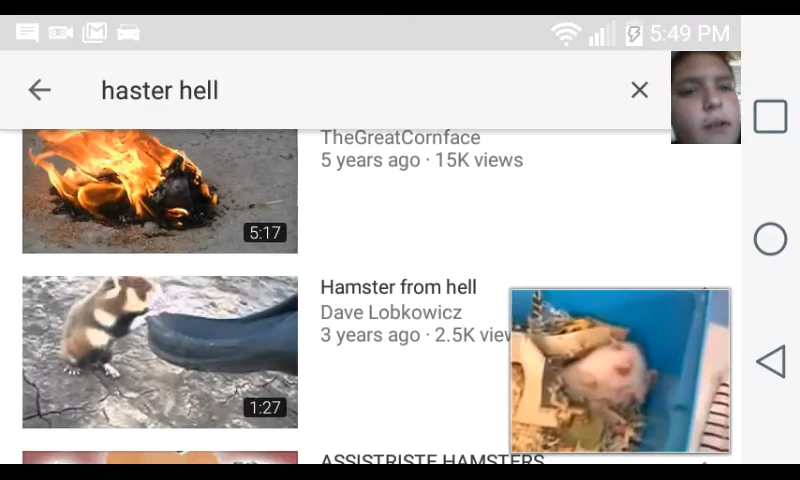 5:49 PM
haster hell
TheGreatCornface
5 years ago · 15K views
5:17
Hamster from hell
Dave Lobkowicz
3 years ago · 2.5K
1:27
ASSISTRISTE HAMSTERS